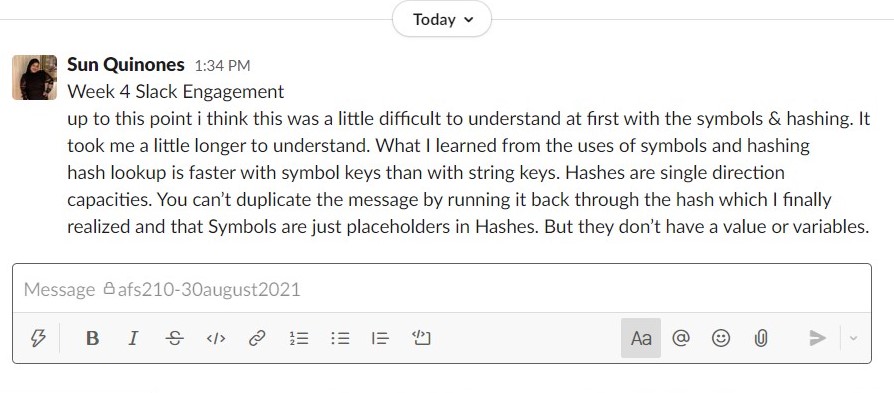 Today
Sun Quinones 1:34 PM
Week 4 Slack Engagement
up to this point i think this was a little difficult to understand at first with the symbols & hashing. It
took me a little longer to understand. What I learned from the uses of symbols and hashing
hash lookup is faster with symbol keys than with string keys. Hashes are single direction
capacities. You can’t duplicate the message by running it back through the hash which I finally
realized and that Symbols are just placeholders in Hashes. But they don’t have a value or variables.
Message afs210-30august2021
B I S </> Aa @